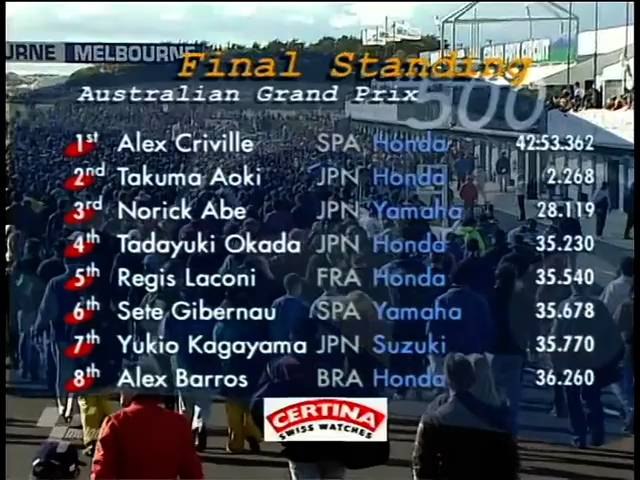 MELBOURNE
Final Standing
Australian Grand Prix 500
1st Alex Criville SPA Honda 42:53.362
2nd Takuma Aoki JPN Honda 2.268
3rd Norick Abe JPN Yamaha 28.119
4th Tadayuki Okada JPN Honda 35.230
5th Regis Laconi FRA Honda 35.540
6th Sete Gibernau SPA Yamaha 35.678
7th Yukio Kagayama JPN Suzuki 35.770
8th Alex Barros BRA Honda 36.260
CERTINA
SWISS WATCHES